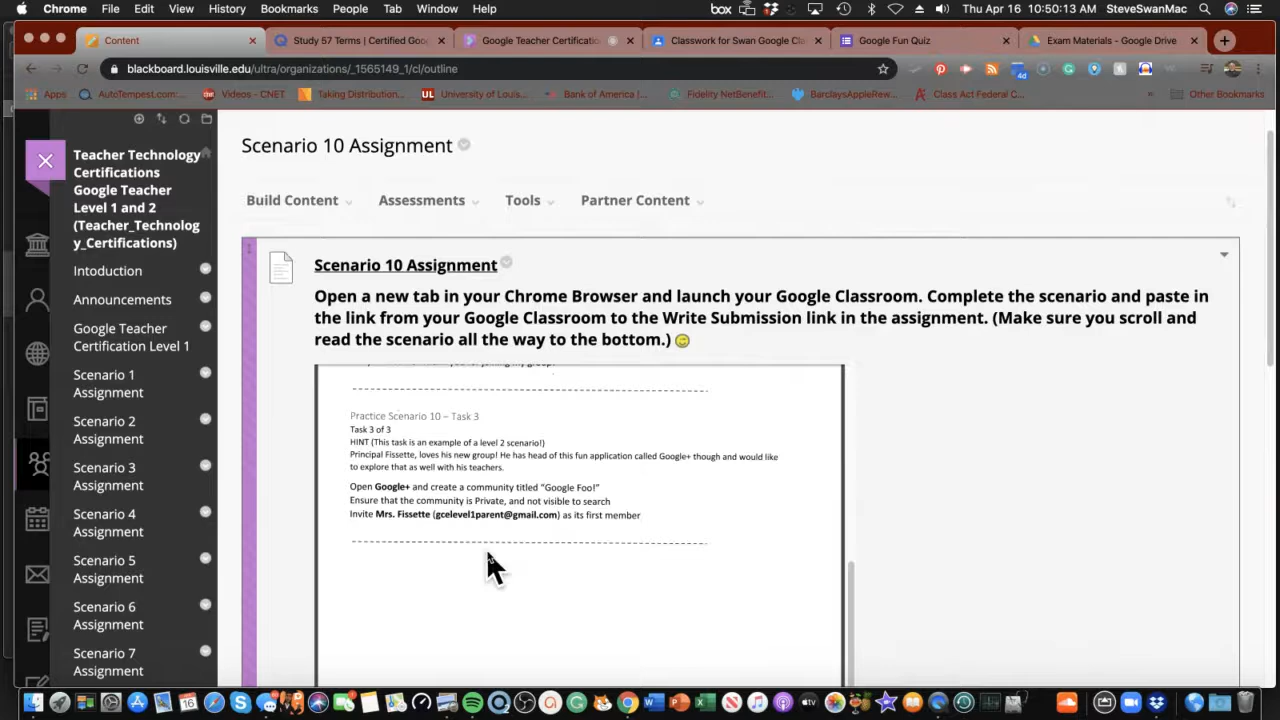 Chrome File Edit View History Bookmarks People Tab Window Help
box Thu Apr 16 10:50:13 AM SteveSwanMac
Content
Study 57 Terms | Certified Goo
Google Teacher Certificatio
Classwork for Swan Google Cla
Google Fun Quiz
Exam Materials - Google Drive
blackboard.louisville.edu/ultra/organizations/_1565149_1/cl/outline
4d
Apps
AutoTempest.com:...
Videos - CNET
Taking Distribution...
University of Louis...
Bank of America |...
Fidelity NetBenefit...
BarclaysAppleRew...
Class Act Federal C...
Other Bookmarks
Teacher Technology
Certifications
Google Teacher
Level 1 and 2
(Teacher_Technolog
y_Certifications)
Intoduction
Announcements
Google Teacher
Certification Level 1
Scenario 1
Assignment
Scenario 2
Assignment
Scenario 3
Assignment
Scenario 4
Assignment
Scenario 5
Assignment
Scenario 6
Assignment
Scenario 7
Assignment
Scenario 10 Assignment
Build Content
Assessments
Tools
Partner Content
Scenario 10 Assignment
Open a new tab in your Chrome Browser and launch your Google Classroom. Complete the scenario and paste in
the link from your Google Classroom to the Write Submission link in the assignment. (Make sure you scroll and
read the scenario all the way to the bottom.)
Practice Scenario 10 – Task 3
Task 3 of 3
HINT (This task is an example of a level 2 scenario!)
Principal Fissette, loves his new group! He has head of this fun application called Google+ though and would like
to explore that as well with his teachers.
Open Google+ and create a community titled "Google Foo!"
Ensure that the community is Private, and not visible to search
Invite Mrs. Fissette (gcelevel1parent@gmail.com) as its first member